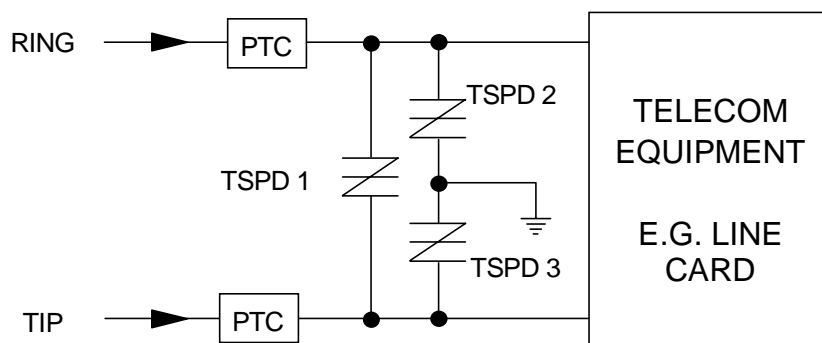 RING
PTC
TSPD 2
TSPD 1
TSPD 3
TIP
PTC
TELECOM
EQUIPMENT
E.G. LINE
CARD